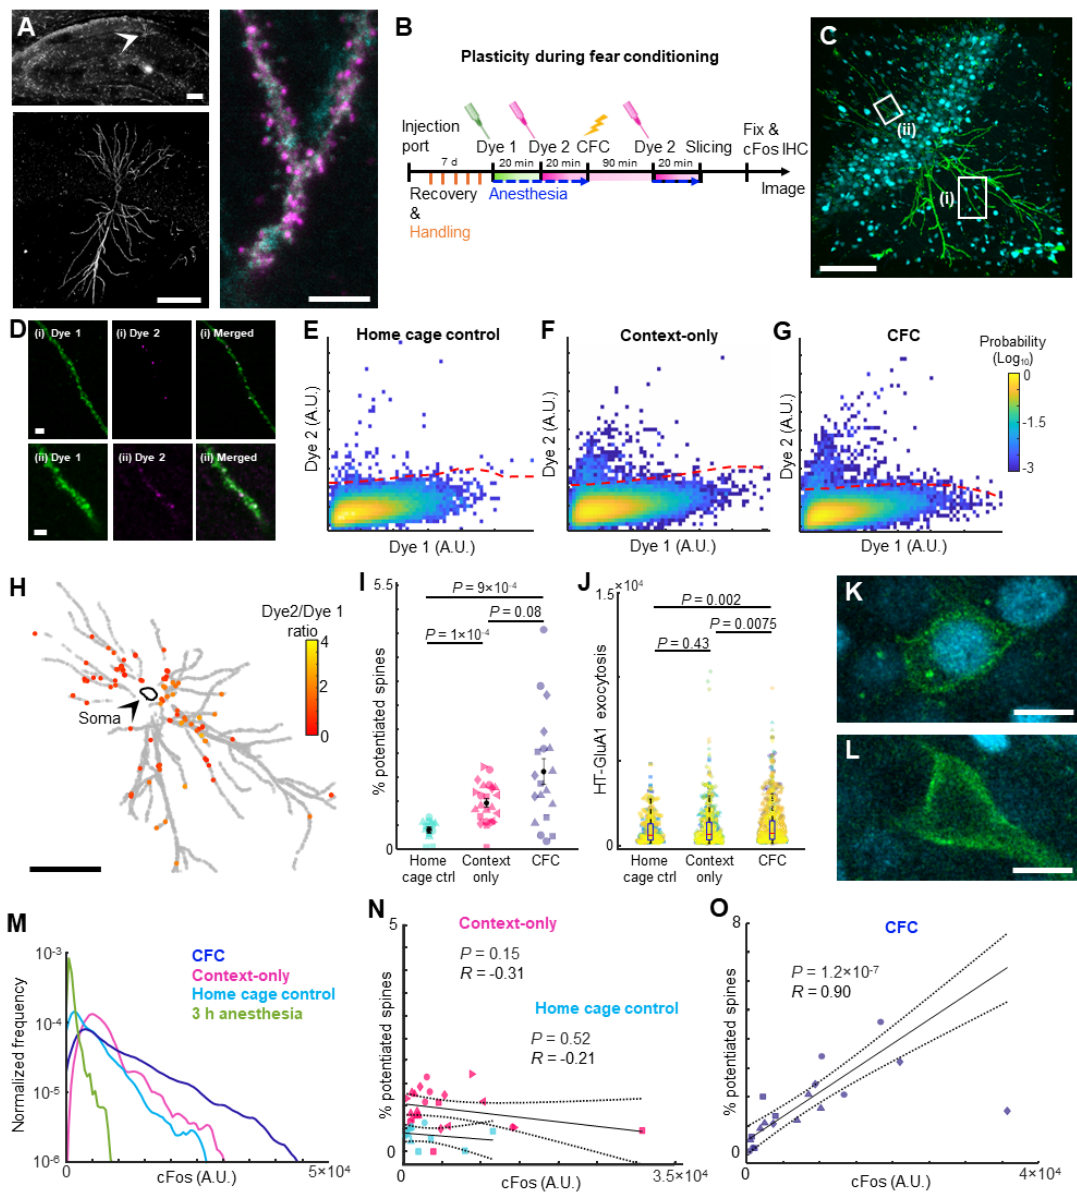 A
B
Plasticity during fear conditioning
Injection
port
Dye 1
Dye 2
CFC
Dye 2
Slicing
Fix &
cFos IHC
7 d
20 min
20 min
90 min
20 min
Recovery
&
Handling
Anesthesia
Image
C
(ii)
(i)
D
(i) Dye 1
(i) Dye 2
(i) Merged
(ii) Dye 1
(ii) Dye 2
(ii) Merged
E
Home cage control
Dye 2 (A.U.)
Dye 1 (A.U.)
F
Context-only
Dye 2 (A.U.)
Dye 1 (A.U.)
G
CFC
Dye 2 (A.U.)
Dye 1 (A.U.)
Probability
(Log10)
0
-1.5
-3
H
Dye2/Dye 1
ratio
4
2
0
Soma
I
5.5
P = 9×10-4
P = 0.08
P = 1×10-4
% potentiated spines
0
Home
cage ctrl
Context
only
CFC
J
×10⁴
1.5
P = 0.002
P = 0.0075
P = 0.43
HT-GluA1 exocytosis
0
Home
cage ctrl
Context
only
CFC
K
L
M
10-3
10-4
10-5
10-6
Normalized frequency
CFC
Context-only
Home cage control
3 h anesthesia
0
cFos (A.U.)
5×10⁴
N
5
Context-only
P = 0.15
R = -0.31
Home cage control
P = 0.52
R = -0.21
% potentiated spines
0
0
cFos (A.U.)
3.5×10⁴
O
8
CFC
P = 1.2×10-7
R = 0.90
% potentiated spines
0
0
cFos (A.U.)
4×10⁴